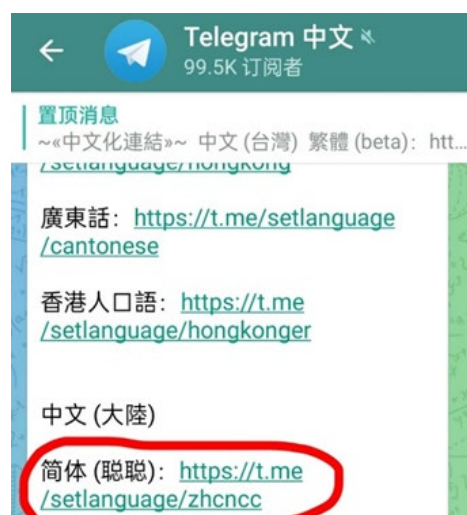 Telegram 中文
99.5K 订阅者
置顶消息
~«中文化連結»~ 中文 (台灣) 繁體 (beta)：htt...
/setlanguage/hongkong
廣東話：https://t.me/setlanguage
/cantonese
香港人口語：https://t.me
/setlanguage/hongkonger
中文 (大陸)
简体 (聪聪)：https://t.me
/setlanguage/zhcncc